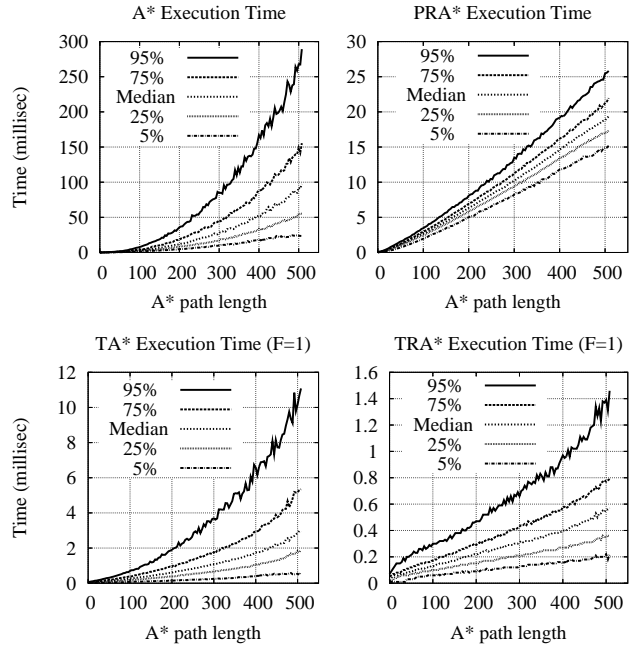 A* Execution Time
300
250
200
150
100
50
0
Time (millisec)
95%
75%
Median
25%
5%
0 100 200 300 400 500
A* path length
PRA* Execution Time
30
25
20
15
10
5
0
95%
75%
Median
25%
5%
0 100 200 300 400 500
A* path length
TA* Execution Time (F=1)
12
10
8
6
4
2
0
Time (millisec)
95%
75%
Median
25%
5%
0 100 200 300 400 500
A* path length
TRA* Execution Time (F=1)
1.6
1.4
1.2
1
0.8
0.6
0.4
0.2
0
95%
75%
Median
25%
5%
0 100 200 300 400 500
A* path length